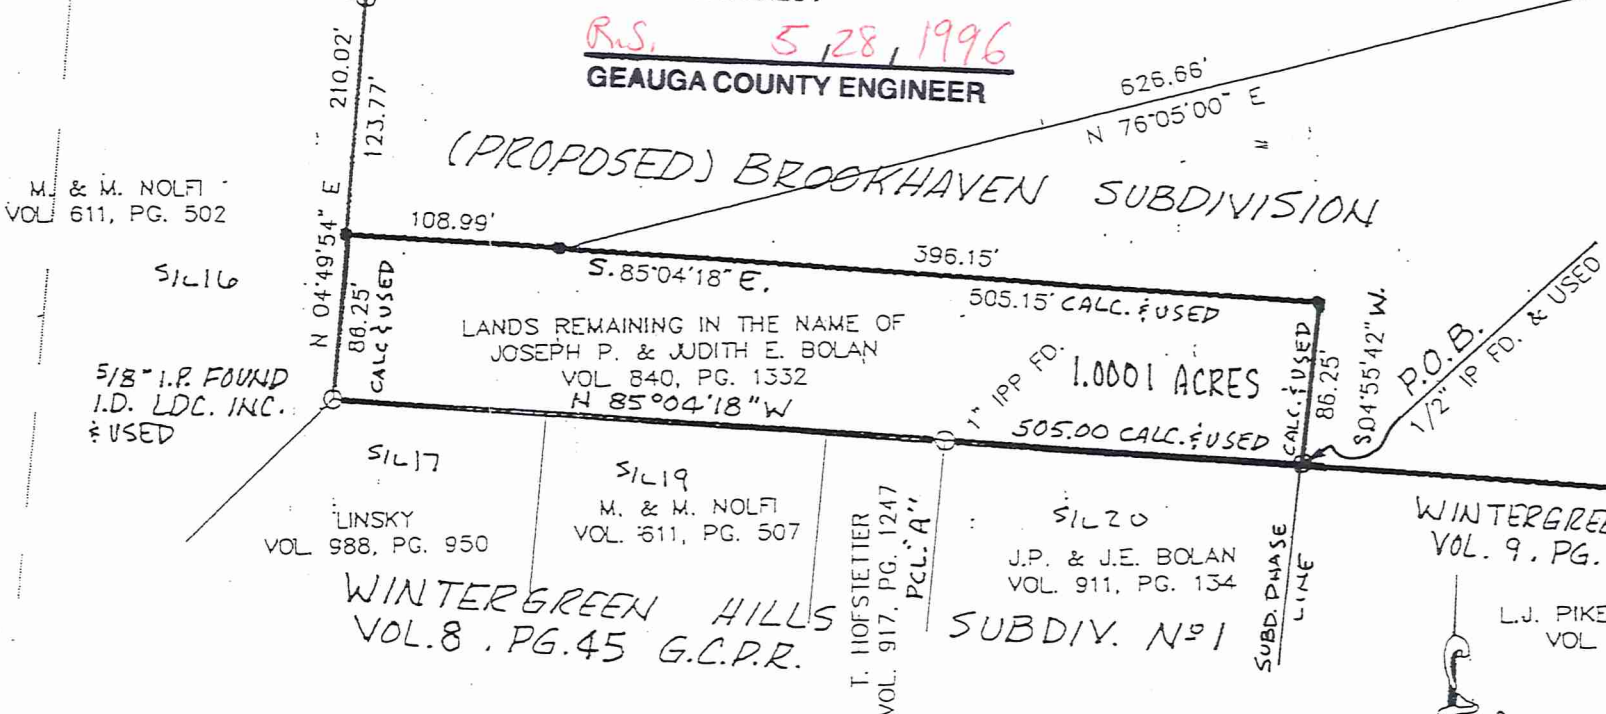 R.S. 5, 28, 1996
GEAUGA COUNTY ENGINEER
210.02'
123.77'
626.66'
N 76°05'00" E
(PROPOSED) BROOKHAVEN SUBDIVISION
M. & M. NOLFI
VOL 611, PG. 502
S/L16
N 04°49'54" E
86.25'
CALC & USED
108.99'
396.15'
S. 85°04'18" E.
505.15' CALC. & USED
LANDS REMAINING IN THE NAME OF
JOSEPH P. & JUDITH E. BOLAN
VOL 840, PG. 1332
N 85°04'18" W
1" IPP FD.
1.0001 ACRES
505.00 CALC. & USED
CALC. & USED
86.25'
S04°55'42" W.
P.O.B.
1/2" IP FD. & USED
5/8" I.P. FOUND
I.D. LDC. INC.
& USED
S/L17
LINSKY
VOL 988, PG. 950
S/L19
M. & M. NOLFI
VOL. 611, PG. 507
T. HOFSTETTER
VOL. 917, PG. 1247
PCL. "A"
S/L20
J.P. & J.E. BOLAN
VOL. 911, PG. 134
SUBD. PHASE
LINE
WINTERGREEN HILLS
VOL. 8, PG. 45 G.C.P.R.
SUBDIV. Nº1
WINTERGREE
VOL. 9, PG.
L.J. PIKE
VOL